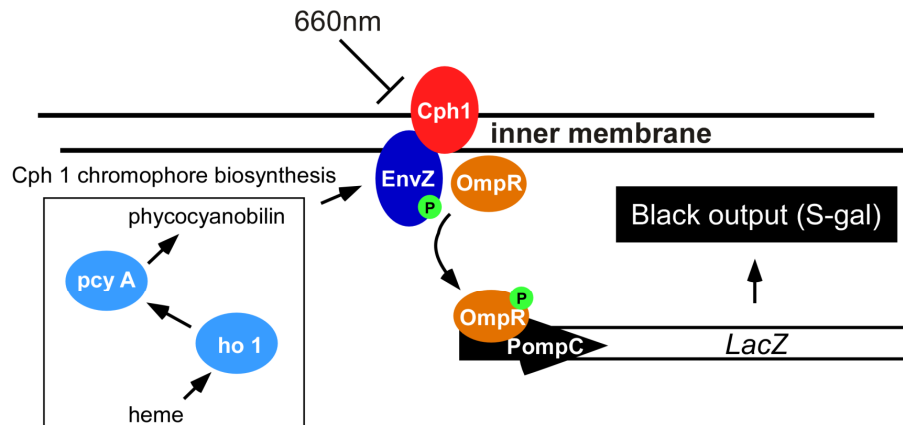 660nm
Cph1
inner membrane
Cph 1 chromophore biosynthesis
EnvZ
OmpR
P
phycocyanobilin
Black output (S-gal)
pcy A
P
OmpR
ho 1
PompC
LacZ
heme